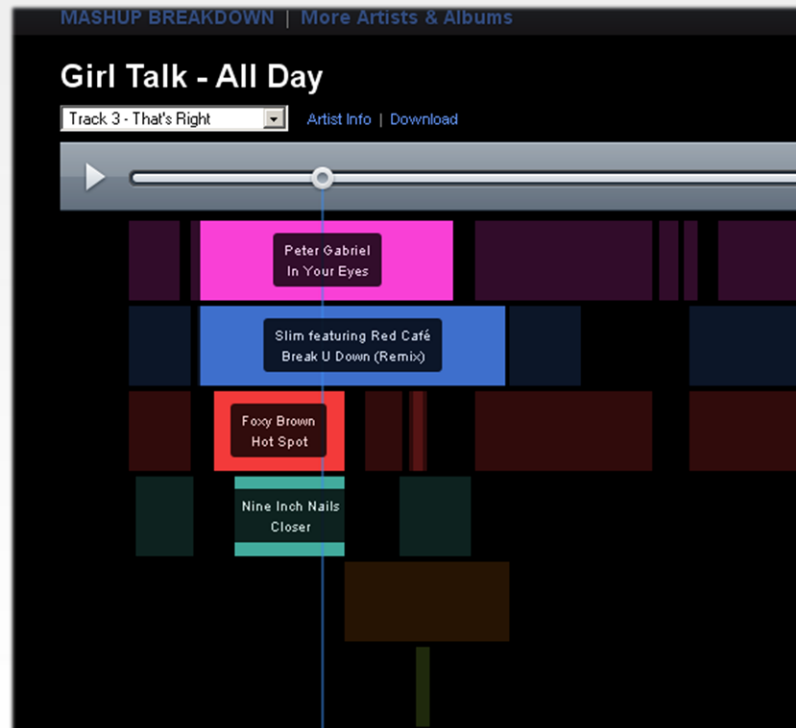 MASHUP BREAKDOWN | More Artists & Albums
Girl Talk - All Day
Track 3 - That's Right
Artist Info | Download
Peter Gabriel
In Your Eyes
Slim featuring Red Café
Break U Down (Remix)
Foxy Brown
Hot Spot
Nine Inch Nails
Closer